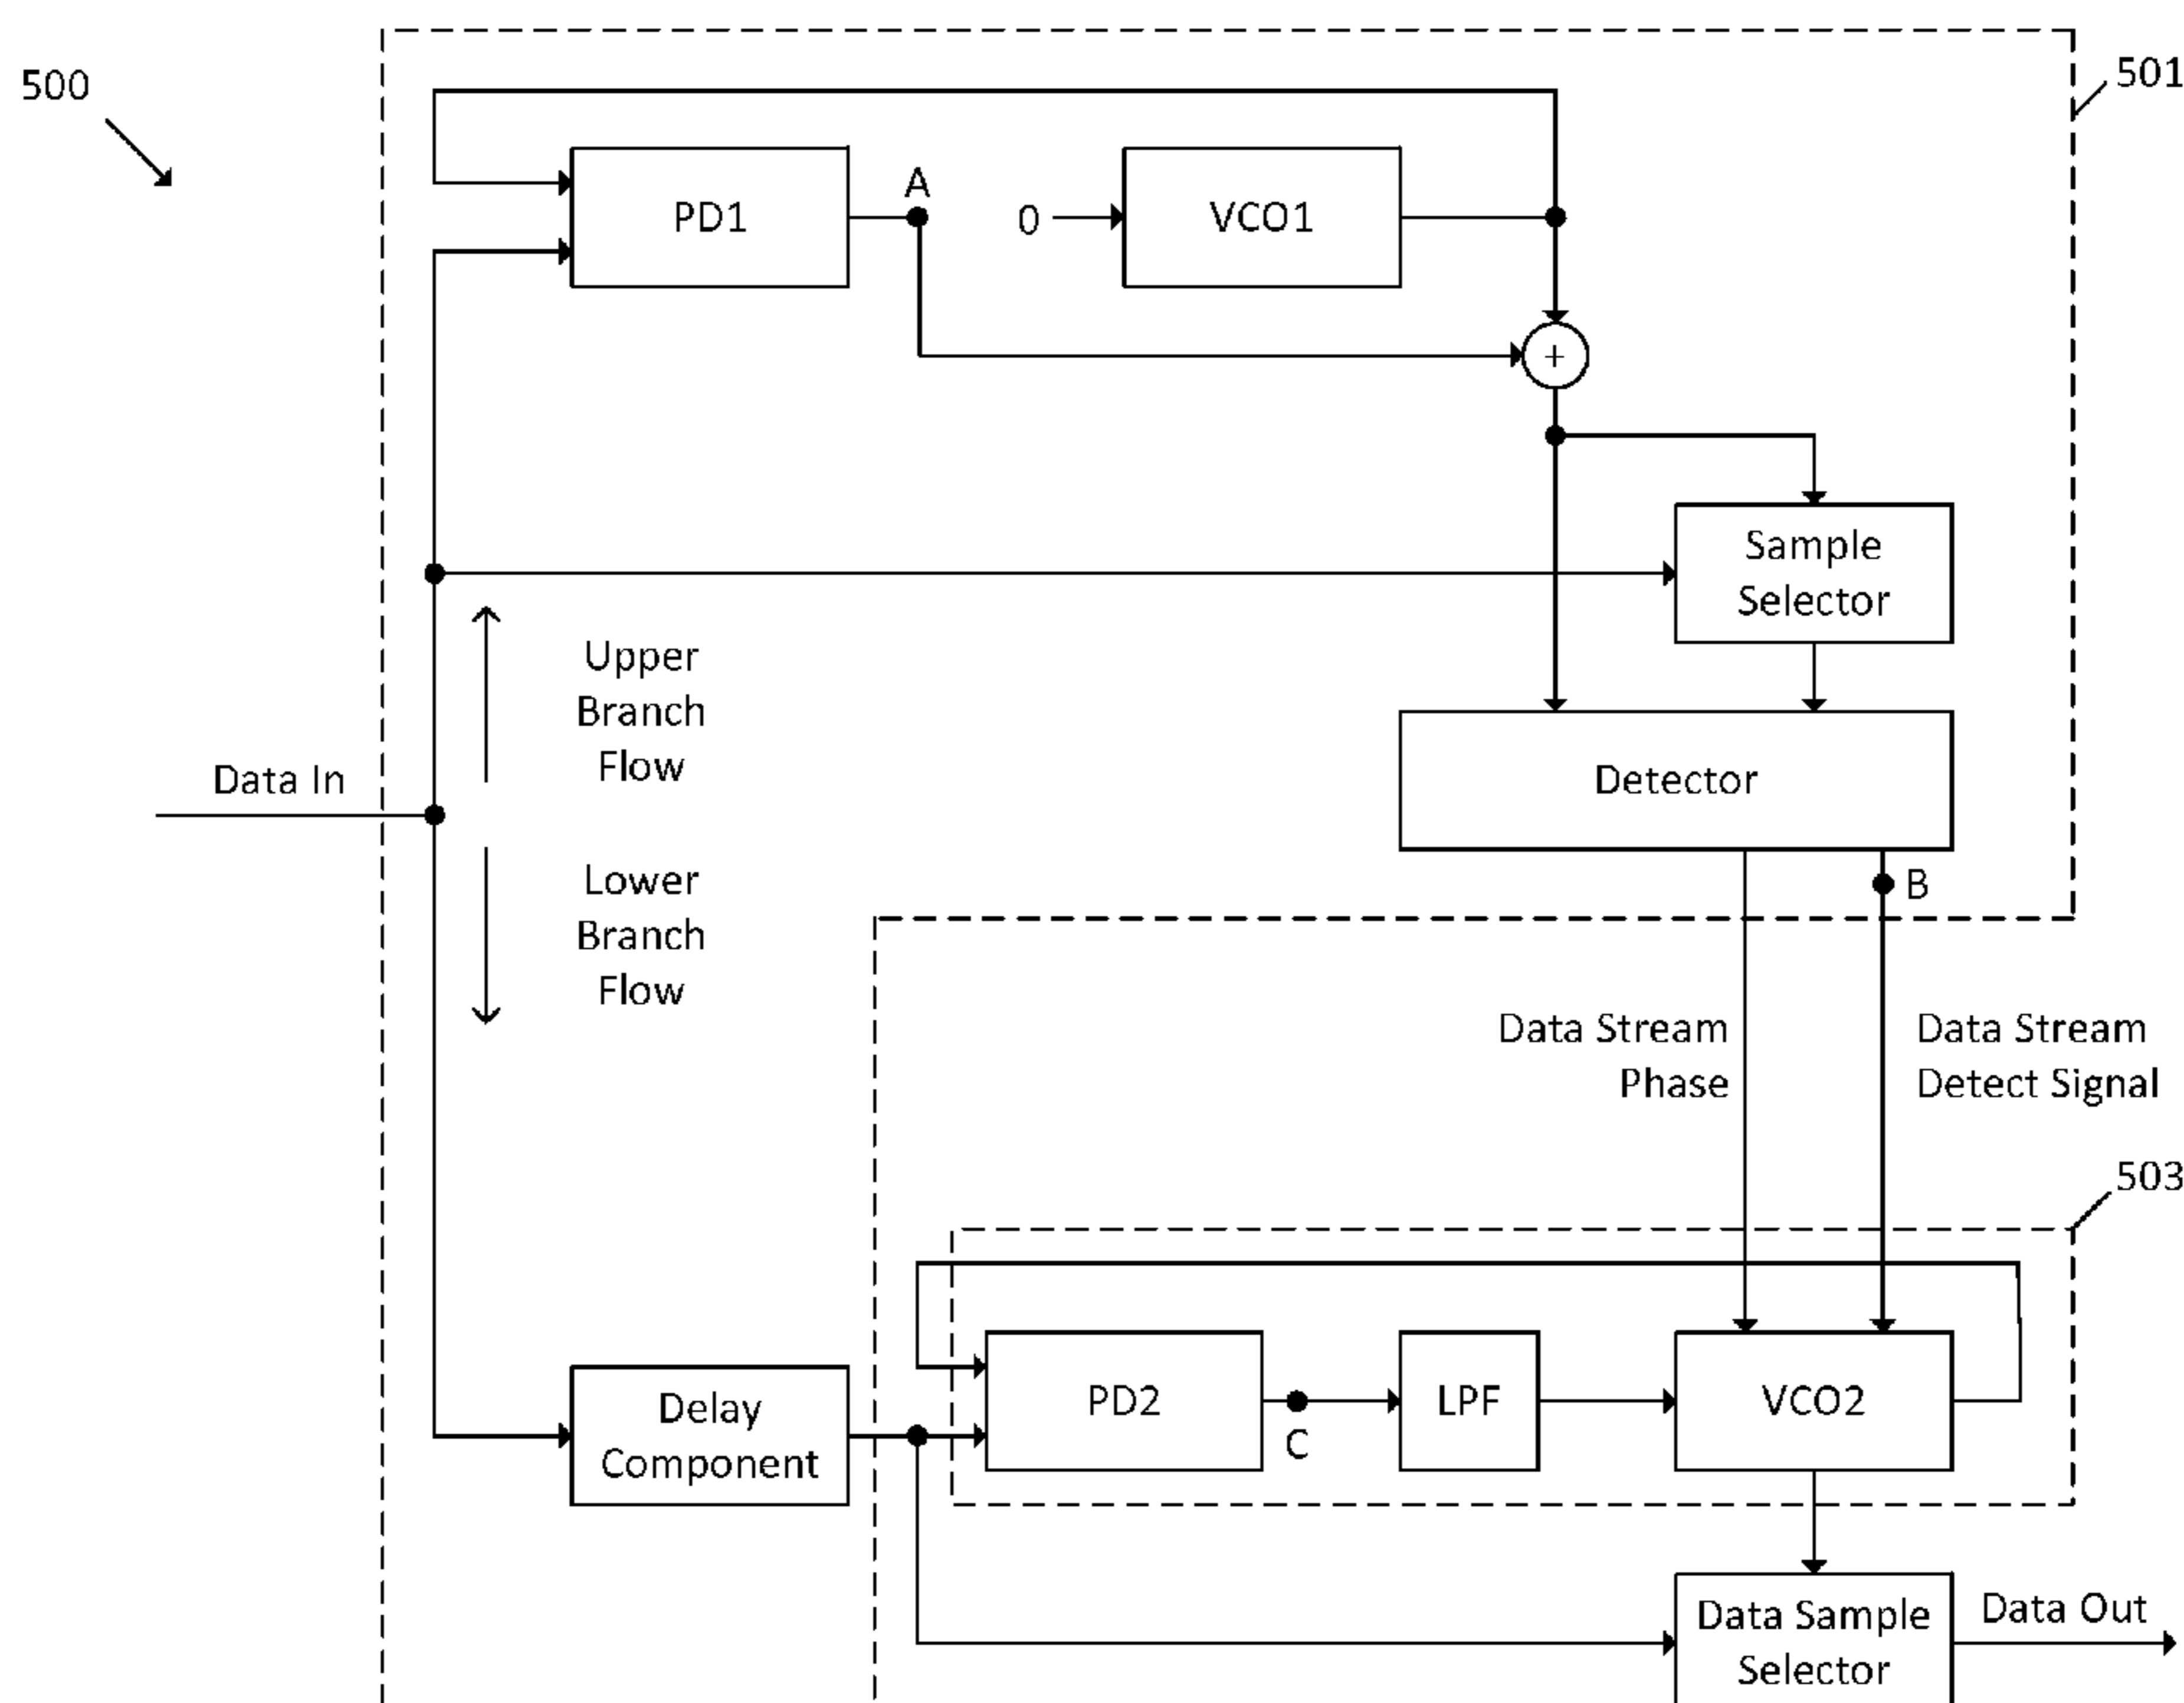 500
501
A
PD1
0
VCO1
+
Sample
Selector
Upper
Branch
Flow
Data In
Detector
Lower
Branch
Flow
B
Data Stream
Phase
Data Stream
Detect Signal
503
Delay
Component
PD2
C
LPF
VCO2
Data Sample
Selector
Data Out